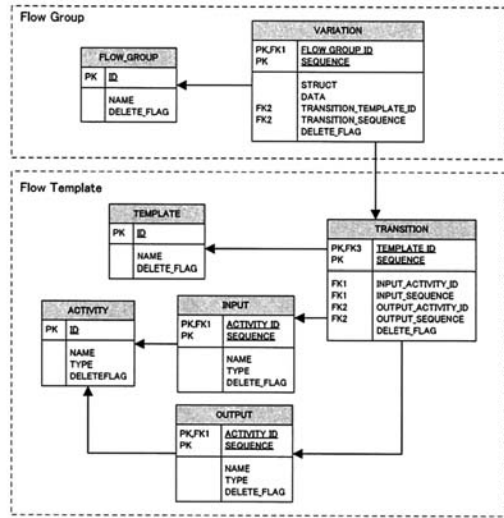 Flow Group
VARIATION
PK,FK1 FLOW GROUP ID
PK SEQUENCE
STRUCT
DATA
FK2 TRANSITION_TEMPLATE_ID
FK2 TRANSITION_SEQUENCE
DELETE_FLAG
FLOW_GROUP
PK ID
NAME
DELETE_FLAG
Flow Template
TEMPLATE
PK ID
NAME
DELETE_FLAG
TRANSITION
PK,FK3 TEMPLATE ID
PK SEQUENCE
FK1 INPUT_ACTIVITY_ID
FK1 INPUT_SEQUENCE
FK2 OUTPUT_ACTIVITY_ID
FK2 OUTPUT_SEQUENCE
DELETE_FLAG
ACTIVITY
PK ID
NAME
TYPE
DELETEFLAG
INPUT
PK,FK1 ACTIVITY ID
PK SEQUENCE
NAME
TYPE
DELETE_FLAG
OUTPUT
PK,FK1 ACTIVITY ID
PK SEQUENCE
NAME
TYPE
DELETE_FLAG